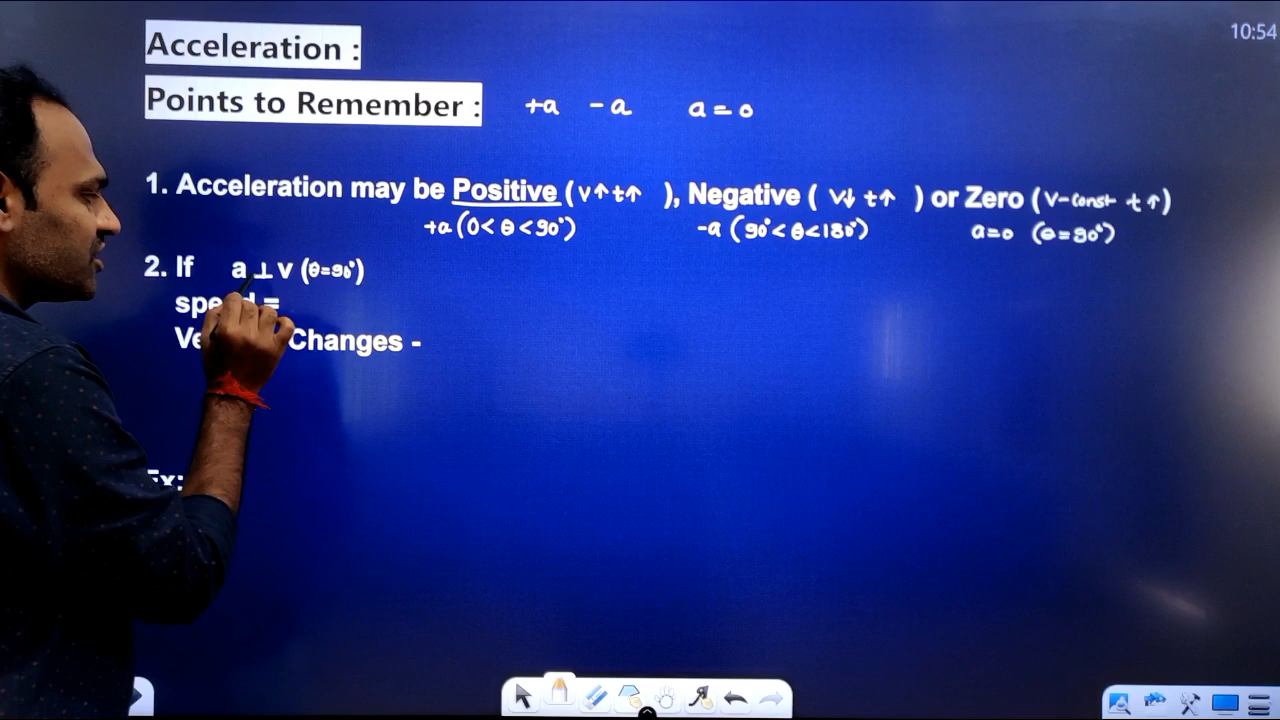 10:54
Acceleration :
Points to Remember : +a -a a = 0
1. Acceleration may be Positive (v↑t↑ ), Negative ( v↓ t↑ ) or Zero (v-const t↑)
+a (0 < θ < 90°) -a (90° < θ < 180°) a=0 (θ=90°)
2. If a ⊥ v (θ=90°)
=
Changes -
Ex: